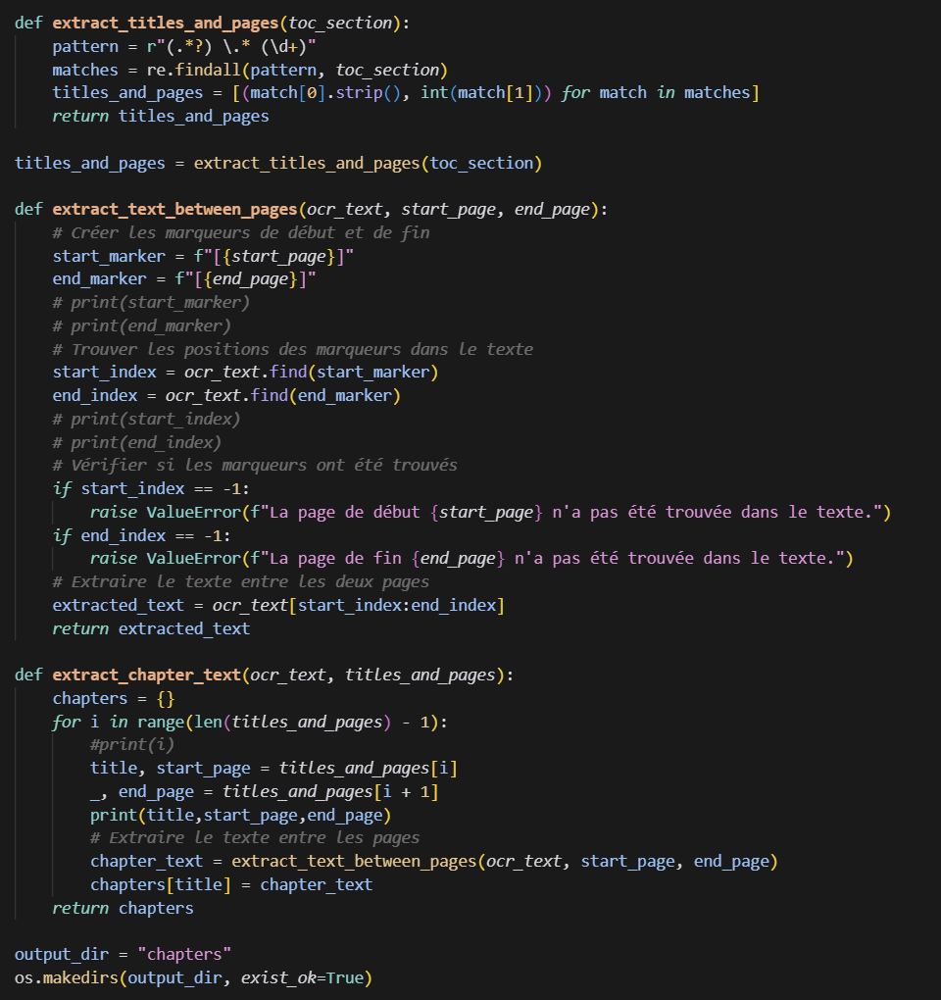 def extract_titles_and_pages(toc_section):
    pattern = r"(.*?) \.* (\d+)"
    matches = re.findall(pattern, toc_section)
    titles_and_pages = [(match[0].strip(), int(match[1])) for match in matches]
    return titles_and_pages

titles_and_pages = extract_titles_and_pages(toc_section)

def extract_text_between_pages(ocr_text, start_page, end_page):
    # Créer les marqueurs de début et de fin
    start_marker = f"[{start_page}]"
    end_marker = f"[{end_page}]"
    # print(start_marker)
    # print(end_marker)
    # Trouver les positions des marqueurs dans le texte
    start_index = ocr_text.find(start_marker)
    end_index = ocr_text.find(end_marker)
    # print(start_index)
    # print(end_index)
    # Vérifier si les marqueurs ont été trouvés
    if start_index == -1:
        raise ValueError(f"La page de début {start_page} n'a pas été trouvée dans le texte.")
    if end_index == -1:
        raise ValueError(f"La page de fin {end_page} n'a pas été trouvée dans le texte.")
    # Extraire le texte entre les deux pages
    extracted_text = ocr_text[start_index:end_index]
    return extracted_text

def extract_chapter_text(ocr_text, titles_and_pages):
    chapters = {}
    for i in range(len(titles_and_pages) - 1):
        #print(i)
        title, start_page = titles_and_pages[i]
        _, end_page = titles_and_pages[i + 1]
        print(title,start_page,end_page)
        # Extraire le texte entre les pages
        chapter_text = extract_text_between_pages(ocr_text, start_page, end_page)
        chapters[title] = chapter_text
    return chapters

output_dir = "chapters"
os.makedirs(output_dir, exist_ok=True)